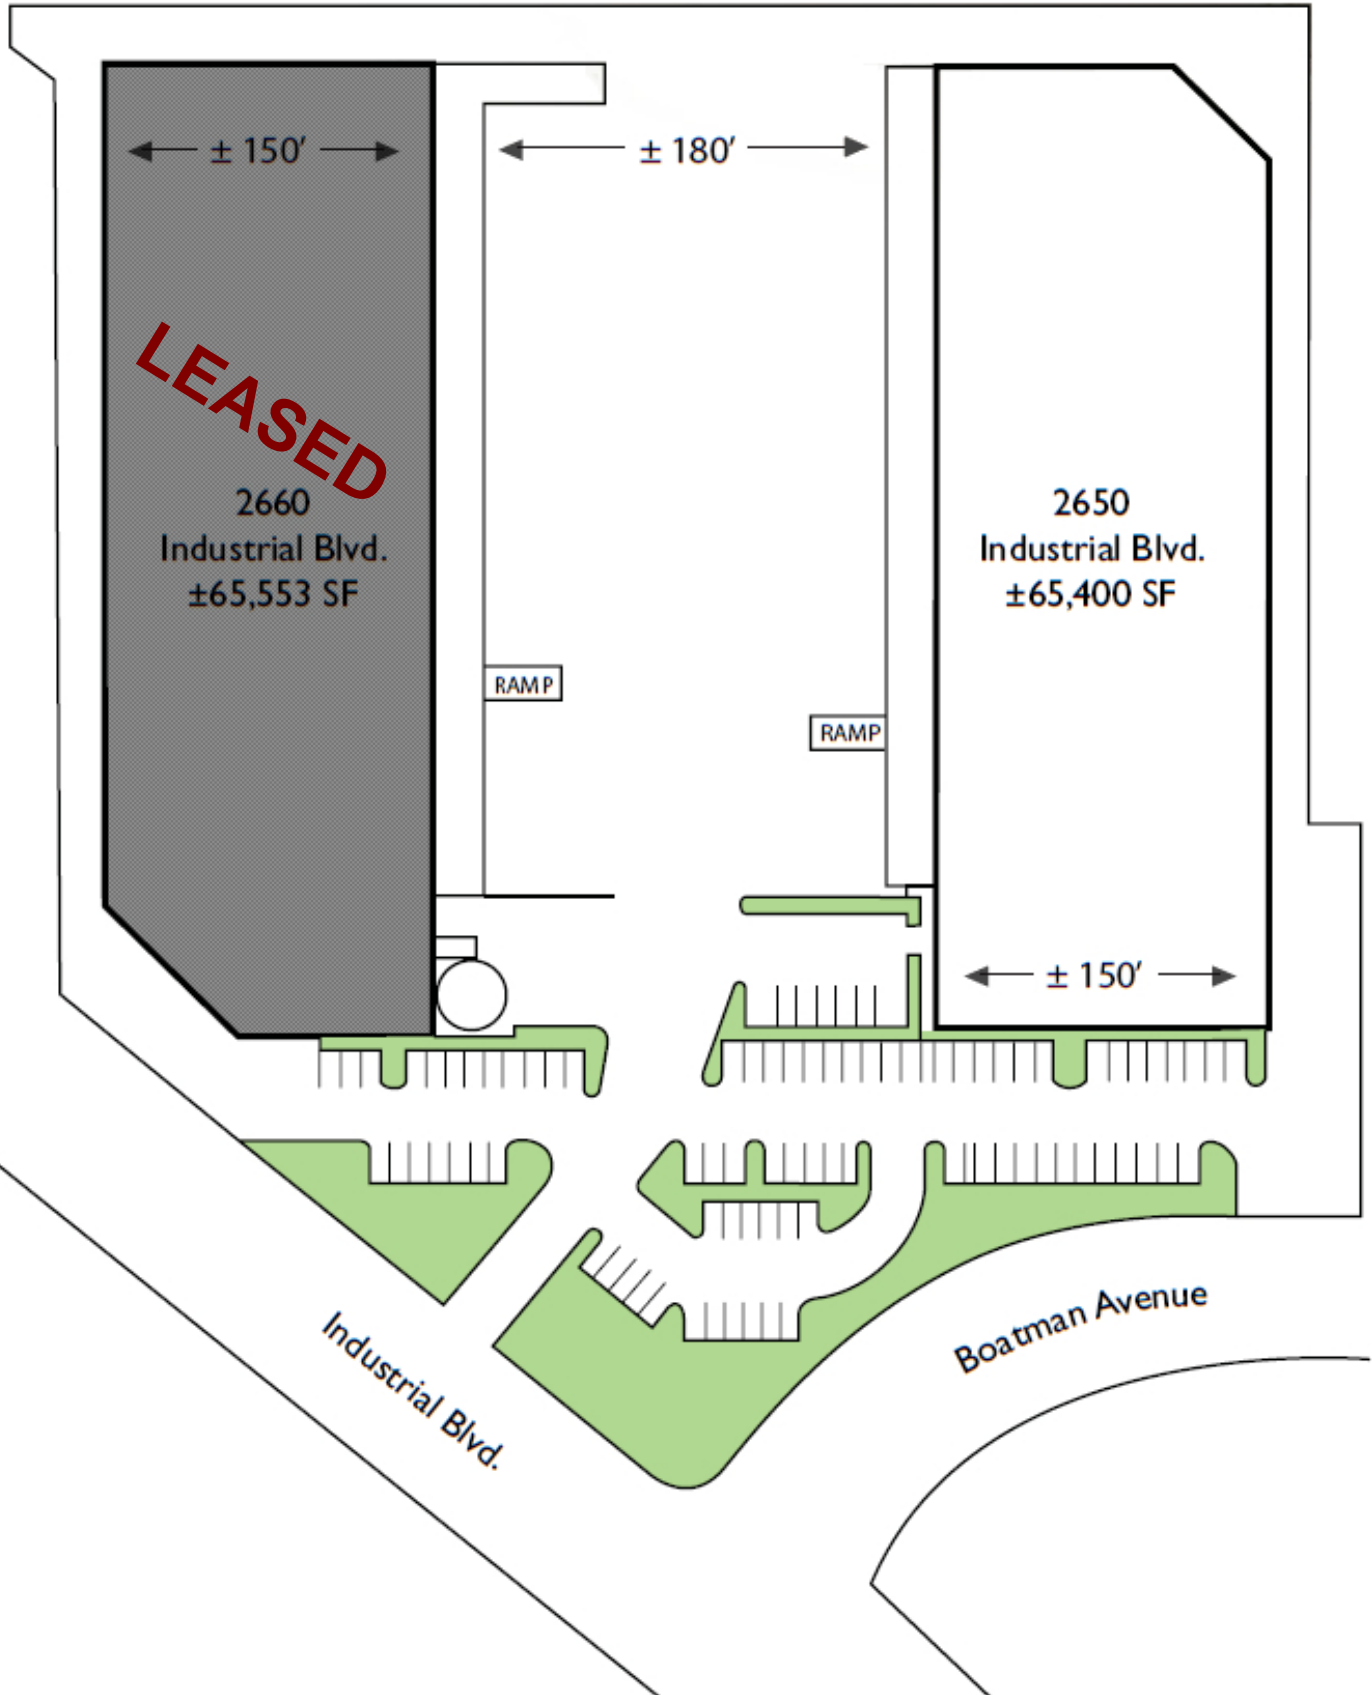 ± 150′
± 180′
LEASED
2660
Industrial Blvd.
±65,553 SF
2650
Industrial Blvd.
±65,400 SF
RAMP
RAMP
± 150′
Industrial Blvd.
Boatman Avenue